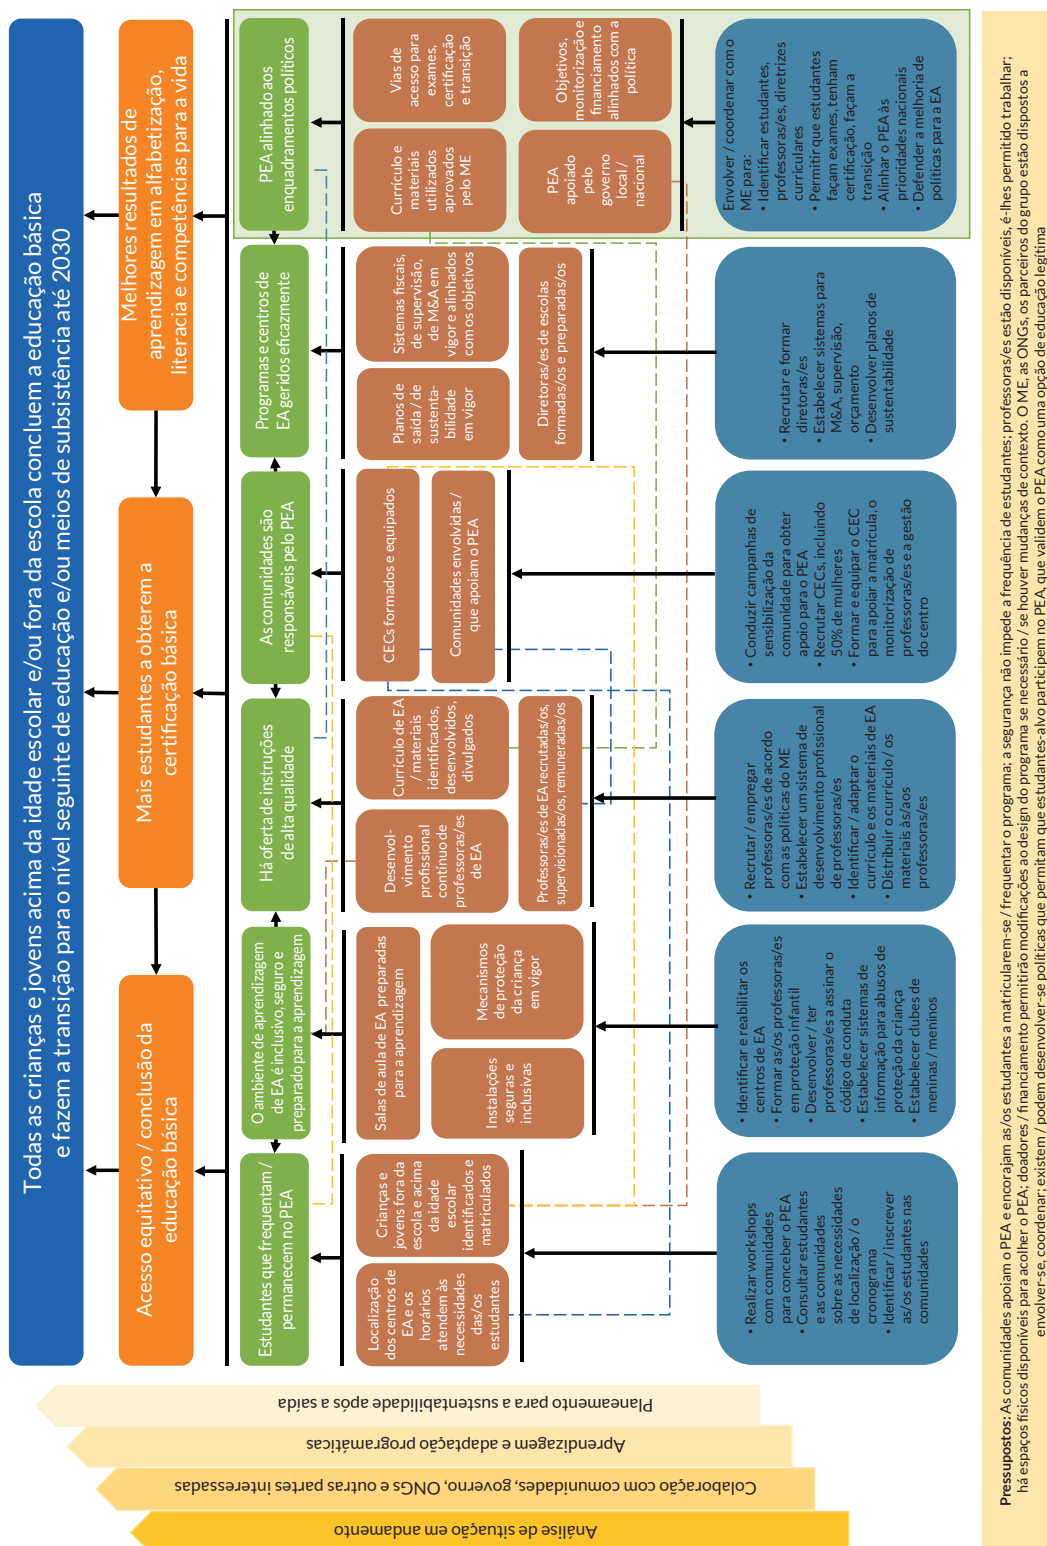 Todas as crianças e jovens acima da idade escolar e/ou fora da escola concluem a educação básica
e fazem a transição para o nível seguinte de educação e/ou meios de subsistência até 2030
Acesso equitativo / conclusão da
educação básica
Mais estudantes a obterem a
certificação básica
Melhores resultados de
aprendizagem em alfabetização,
literacia e competências para a vida
Estudantes que frequentam /
permanecem no PEA
O ambiente de aprendizagem
de EA é inclusivo, seguro e
preparado para a aprendizagem
Há oferta de instruções
de alta qualidade
As comunidades são
responsáveis pelo PEA
Programas e centros de
EA geridos eficazmente
PEA alinhado aos
enquadramentos políticos
Localização
dos centros de
EA e os
horários
atendem às
necessidades
das/os
estudantes
Crianças e
jovens fora da
escola e acima
da idade
escolar
identificados e
matriculados
Salas de aula de EA preparadas
para a aprendizagem
Instalações
seguras e
inclusivas
Mecanismos
de proteção
da criança
em vigor
Desenvol-
vimento
profissional
contínuo de
professoras/es
de EA
Currículo de EA
/ materiais
identificados,
desenvolvidos,
divulgados
Professoras/es de EA recrutadas/os,
supervisionadas/os, remuneradas/os
CECs formados e equipados
Comunidades envolvidas /
que apoiam o PEA
Planos de
saída / de
sustenta-
bilidade
em vigor
Sistemas fiscais,
de supervisão,
de M&A em
vigor e alinhados
com os objetivos
Diretoras/es de escolas
formadas/os e preparadas/os
Currículo e
materiais
utilizados
aprovados
pelo ME
Vias de
acesso para
exames,
certificação
e transição
PEA
apoiado
pelo
governo
local /
nacional
Objetivos,
monitorização e
financiamento
alinhados com a
política
• Realizar workshops
com comunidades
para conceber o PEA
• Consultar estudantes
e as comunidades
sobre as necessidades
de localização / o
cronograma
• Identificar / inscrever
as/os estudantes nas
comunidades
• Identificar e reabilitar os
centros de EA
• Formar as/os professoras/es
em proteção infantil
• Desenvolver / ter
professoras/es a assinar o
código de conduta
• Estabelecer sistemas de
informação para abusos de
proteção da criança
• Estabelecer clubes de
meninas / meninos
• Recrutar / empregar
professoras/es de acordo
com as políticas do ME
• Estabelecer um sistema de
desenvolvimento profissional
de professoras/es
• Identificar / adaptar o
currículo e os materiais de EA
• Distribuir o currículo / os
materiais às/aos
professoras/es
• Conduzir campanhas de
sensibilização da
comunidade para obter
apoio para o PEA
• Recrutar CECs, incluindo
50% de mulheres
• Formar e equipar o CEC
para apoiar a matrícula, o
monitorização de
professoras/es e a gestão
do centro
• Recrutar e formar
diretoras/es
• Estabelecer sistemas para
M&A, supervisão,
orçamento
• Desenvolver planos de
sustentabilidade
Envolver / coordenar com o
ME para:
• Identificar estudantes,
professoras/es, diretrizes
curriculares
• Permitir que estudantes
façam exames, tenham
certificação, façam a
transição
• Alinhar o PEA às
prioridades nacionais
• Defender a melhoria de
políticas para a EA
Análise de situação em andamento
Colaboração com comunidades, governo, ONGs e outras partes interessadas
Aprendizagem e adaptação programáticas
Planeamento para a sustentabilidade após a saída
Pressupostos: As comunidades apoiam o PEA e encorajam as/os estudantes a matricularem-se / frequentar o programa; a segurança não impede a frequência de estudantes; professoras/es estão disponíveis, é-lhes permitido trabalhar;
há espaços físicos disponíveis para acolher o PEA; doadores / financiamento permitirão modificações ao design do programa se necessário / se houver mudanças de contexto. O ME, as ONGs, os parceiros do grupo estão dispostos a
envolver-se, coordenar; existem / podem desenvolver-se políticas que permitam que estudantes-alvo participem no PEA, que validem o PEA como uma opção de educação legítima